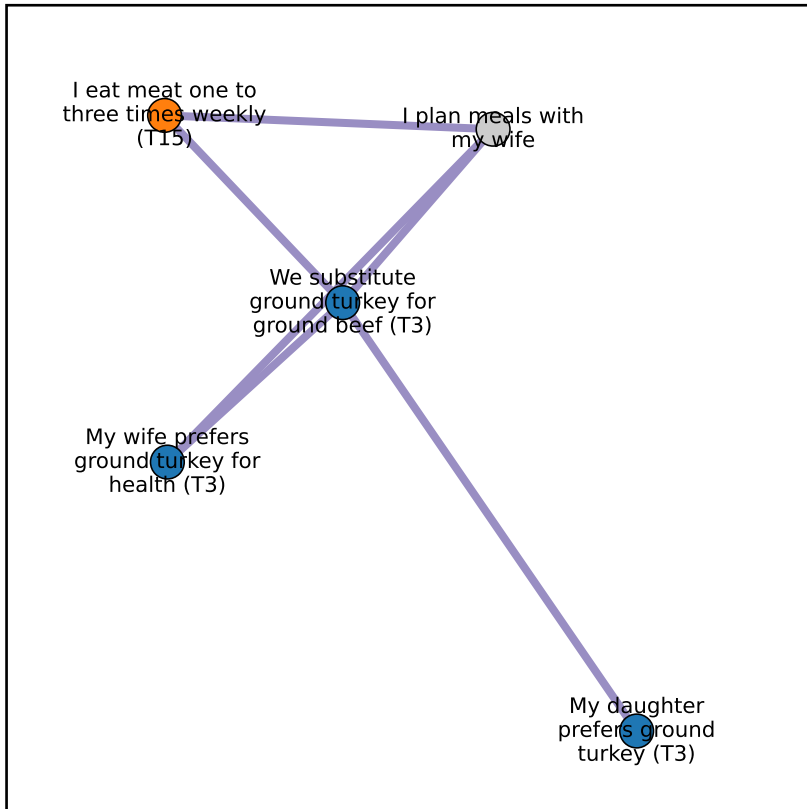 I eat meat one to
three times weekly
(T15)
I plan meals with
my wife
We substitute
ground turkey for
ground beef (T3)
My wife prefers
ground turkey for
health (T3)
My daughter
prefers ground
turkey (T3)